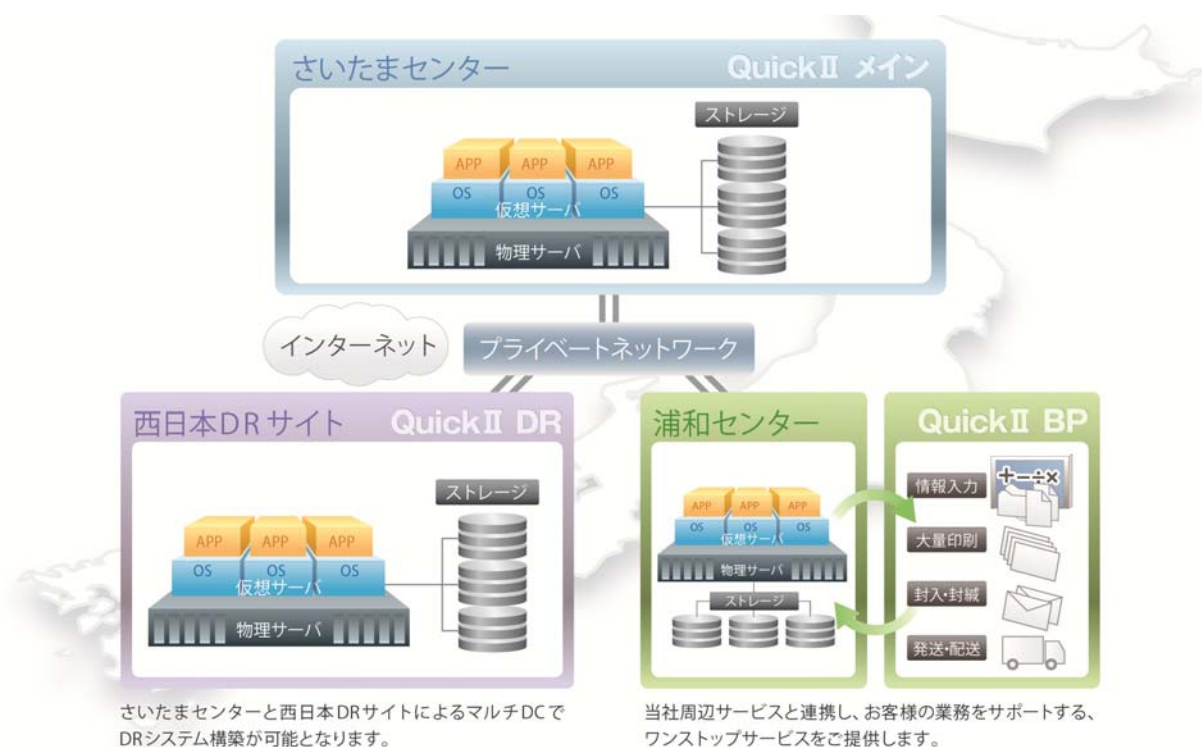 さいたまセンター
QuickⅡ メイン
ストレージ
APP APP APP
OS OS OS
仮想サーバ
物理サーバ
インターネット
プライベートネットワーク
西日本DRサイト
QuickⅡ DR
ストレージ
APP APP APP
OS OS OS
仮想サーバ
物理サーバ
さいたまセンターと西日本DRサイトによるマルチDCで
DRシステム構築が可能となります。
浦和センター
APP APP APP
OS OS OS
仮想サーバ
物理サーバ
ストレージ
QuickⅡ BP
+-÷×
情報入力
大量印刷
封入・封緘
発送・配送
当社周辺サービスと連携し、お客様の業務をサポートする、
ワンストップサービスをご提供します。